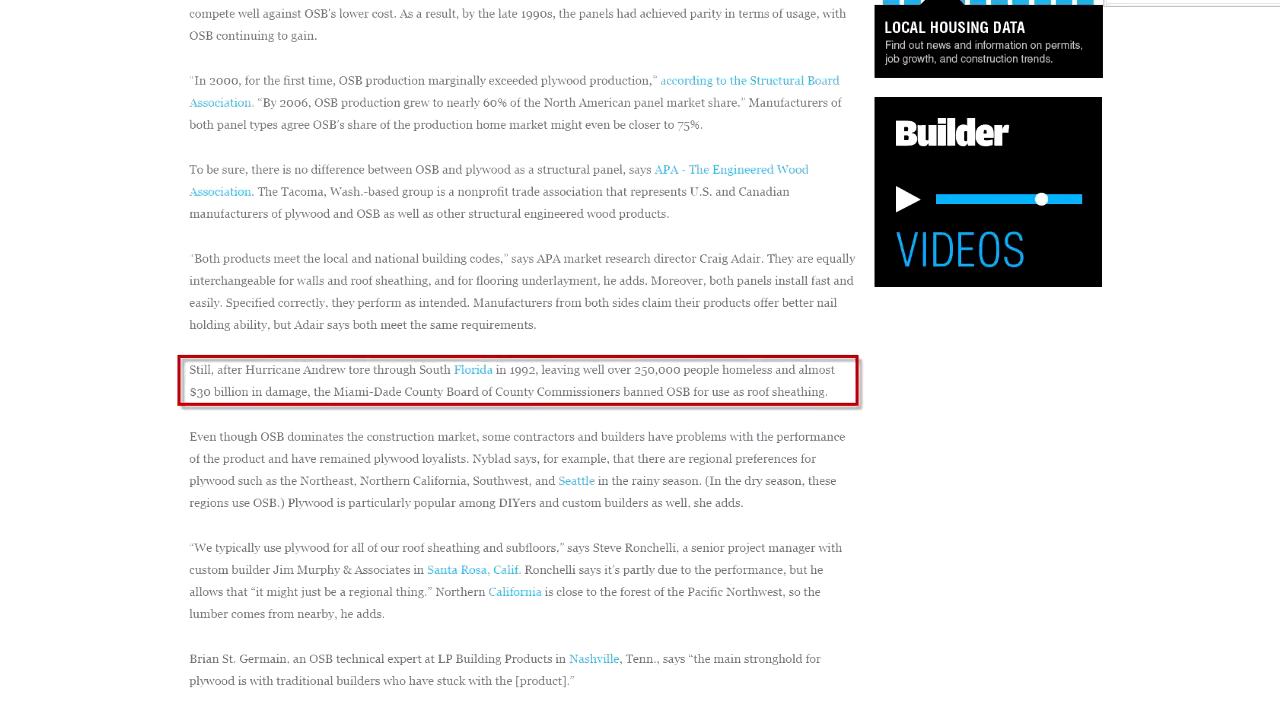 compete well against OSB's lower cost. As a result, by the late 1990s, the panels had achieved parity in terms of usage, with
OSB continuing to gain.
“In 2000, for the first time, OSB production marginally exceeded plywood production,” according to the Structural Board
Association. “By 2006, OSB production grew to nearly 60% of the North American panel market share.” Manufacturers of
both panel types agree OSB's share of the production home market might even be closer to 75%.
To be sure, there is no difference between OSB and plywood as a structural panel, says APA - The Engineered Wood
Association. The Tacoma, Wash.-based group is a nonprofit trade association that represents U.S. and Canadian
manufacturers of plywood and OSB as well as other structural engineered wood products.
“Both products meet the local and national building codes,” says APA market research director Craig Adair. They are equally
interchangeable for walls and roof sheathing, and for flooring underlayment, he adds. Moreover, both panels install fast and
easily. Specified correctly, they perform as intended. Manufacturers from both sides claim their products offer better nail
holding ability, but Adair says both meet the same requirements.
Still, after Hurricane Andrew tore through South Florida in 1992, leaving well over 250,000 people homeless and almost
$30 billion in damage, the Miami-Dade County Board of County Commissioners banned OSB for use as roof sheathing.
Even though OSB dominates the construction market, some contractors and builders have problems with the performance
of the product and have remained plywood loyalists. Nyblad says, for example, that there are regional preferences for
plywood such as the Northeast, Northern California, Southwest, and Seattle in the rainy season. (In the dry season, these
regions use OSB.) Plywood is particularly popular among DIYers and custom builders as well, she adds.
“We typically use plywood for all of our roof sheathing and subfloors,” says Steve Ronchelli, a senior project manager with
custom builder Jim Murphy & Associates in Santa Rosa, Calif. Ronchelli says it's partly due to the performance, but he
allows that “it might just be a regional thing.” Northern California is close to the forest of the Pacific Northwest, so the
lumber comes from nearby, he adds.
Brian St. Germain, an OSB technical expert at LP Building Products in Nashville, Tenn., says “the main stronghold for
plywood is with traditional builders who have stuck with the [product].”
LOCAL HOUSING DATA
Find out news and information on permits,
job growth, and construction trends.
Builder
VIDEOS